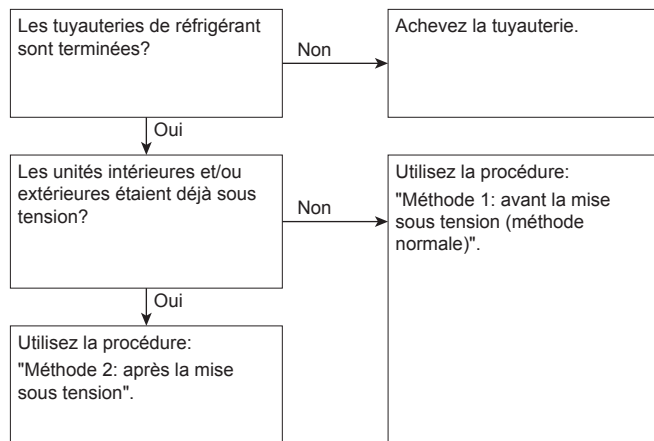 Les tuyauteries de réfrigérant
sont terminées?
Non
Achevez la tuyauterie.
Oui
Les unités intérieures et/ou
extérieures étaient déjà sous
tension?
Non
Utilisez la procédure:
"Méthode 1: avant la mise
sous tension (méthode
normale)".
Oui
Utilisez la procédure:
"Méthode 2: après la mise
sous tension".